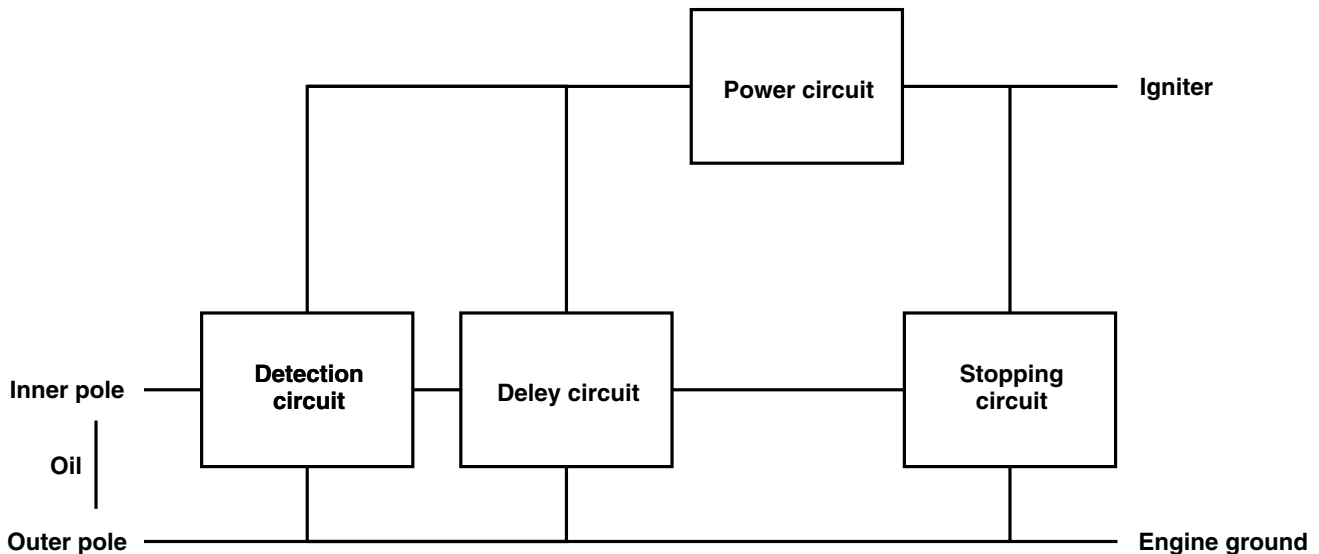 Power circuit
Igniter
Detection
circuit
Deley circuit
Stopping
circuit
Inner pole
Oil
Outer pole
Engine ground